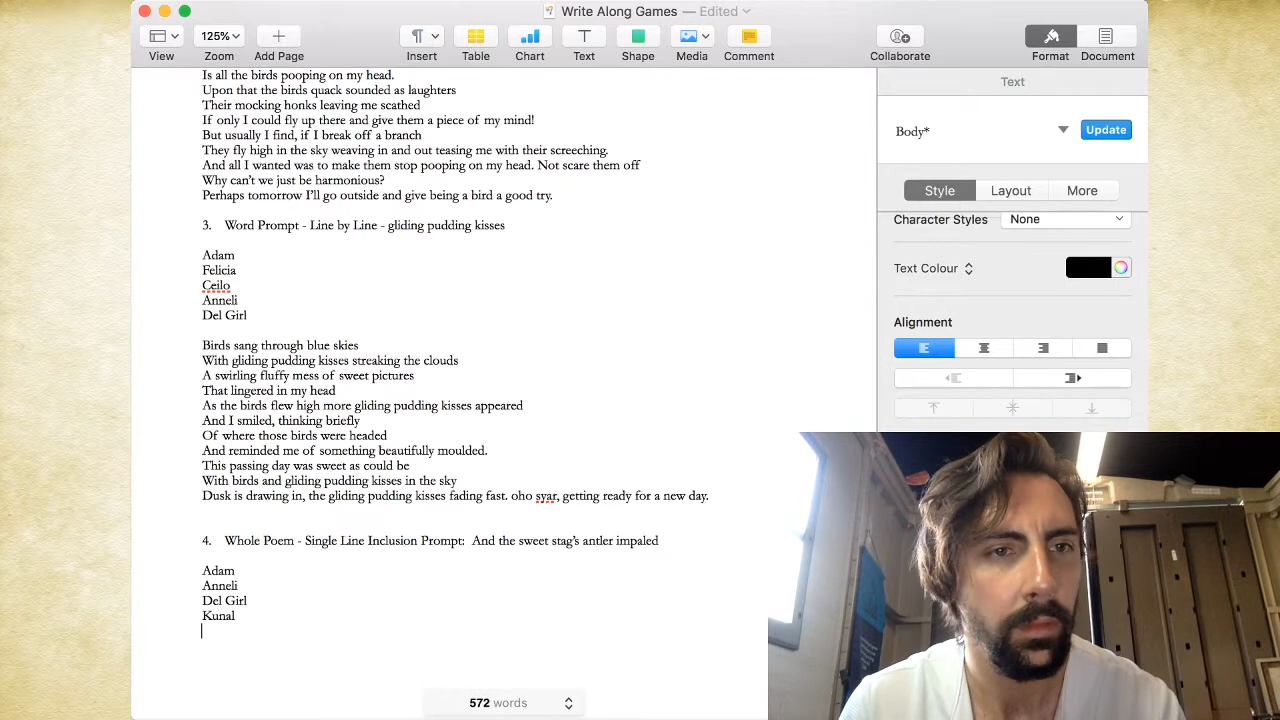 Write Along Games — Edited
View
125%
Zoom
Add Page
Insert
Table
Chart
Text
Shape
Media
Comment
Collaborate
Format
Document
Is all the birds pooping on my head.
Upon that the birds quack sounded as laughters
Their mocking honks leaving me scathed
If only I could fly up there and give them a piece of my mind!
But usually I find, if I break off a branch
They fly high in the sky weaving in and out teasing me with their screeching.
And all I wanted was to make them stop pooping on my head. Not scare them off
Why can't we just be harmonious?
Perhaps tomorrow I'll go outside and give being a bird a good try.
3. Word Prompt - Line by Line - gliding pudding kisses
Adam
Felicia
Ceilo
Anneli
Del Girl
Birds sang through blue skies
With gliding pudding kisses streaking the clouds
A swirling fluffy mess of sweet pictures
That lingered in my head
As the birds flew high more gliding pudding kisses appeared
And I smiled, thinking briefly
Of where those birds were headed
And reminded me of something beautifully moulded.
This passing day was sweet as could be
With birds and gliding pudding kisses in the sky
Dusk is drawing in, the gliding pudding kisses fading fast. oho syar, getting ready for a new day.
4. Whole Poem - Single Line Inclusion Prompt: And the sweet stag's antler impaled
Adam
Anneli
Del Girl
Kunal
572 words
Text
Body*
Update
Style
Layout
More
Character Styles
None
Text Colour
Alignment